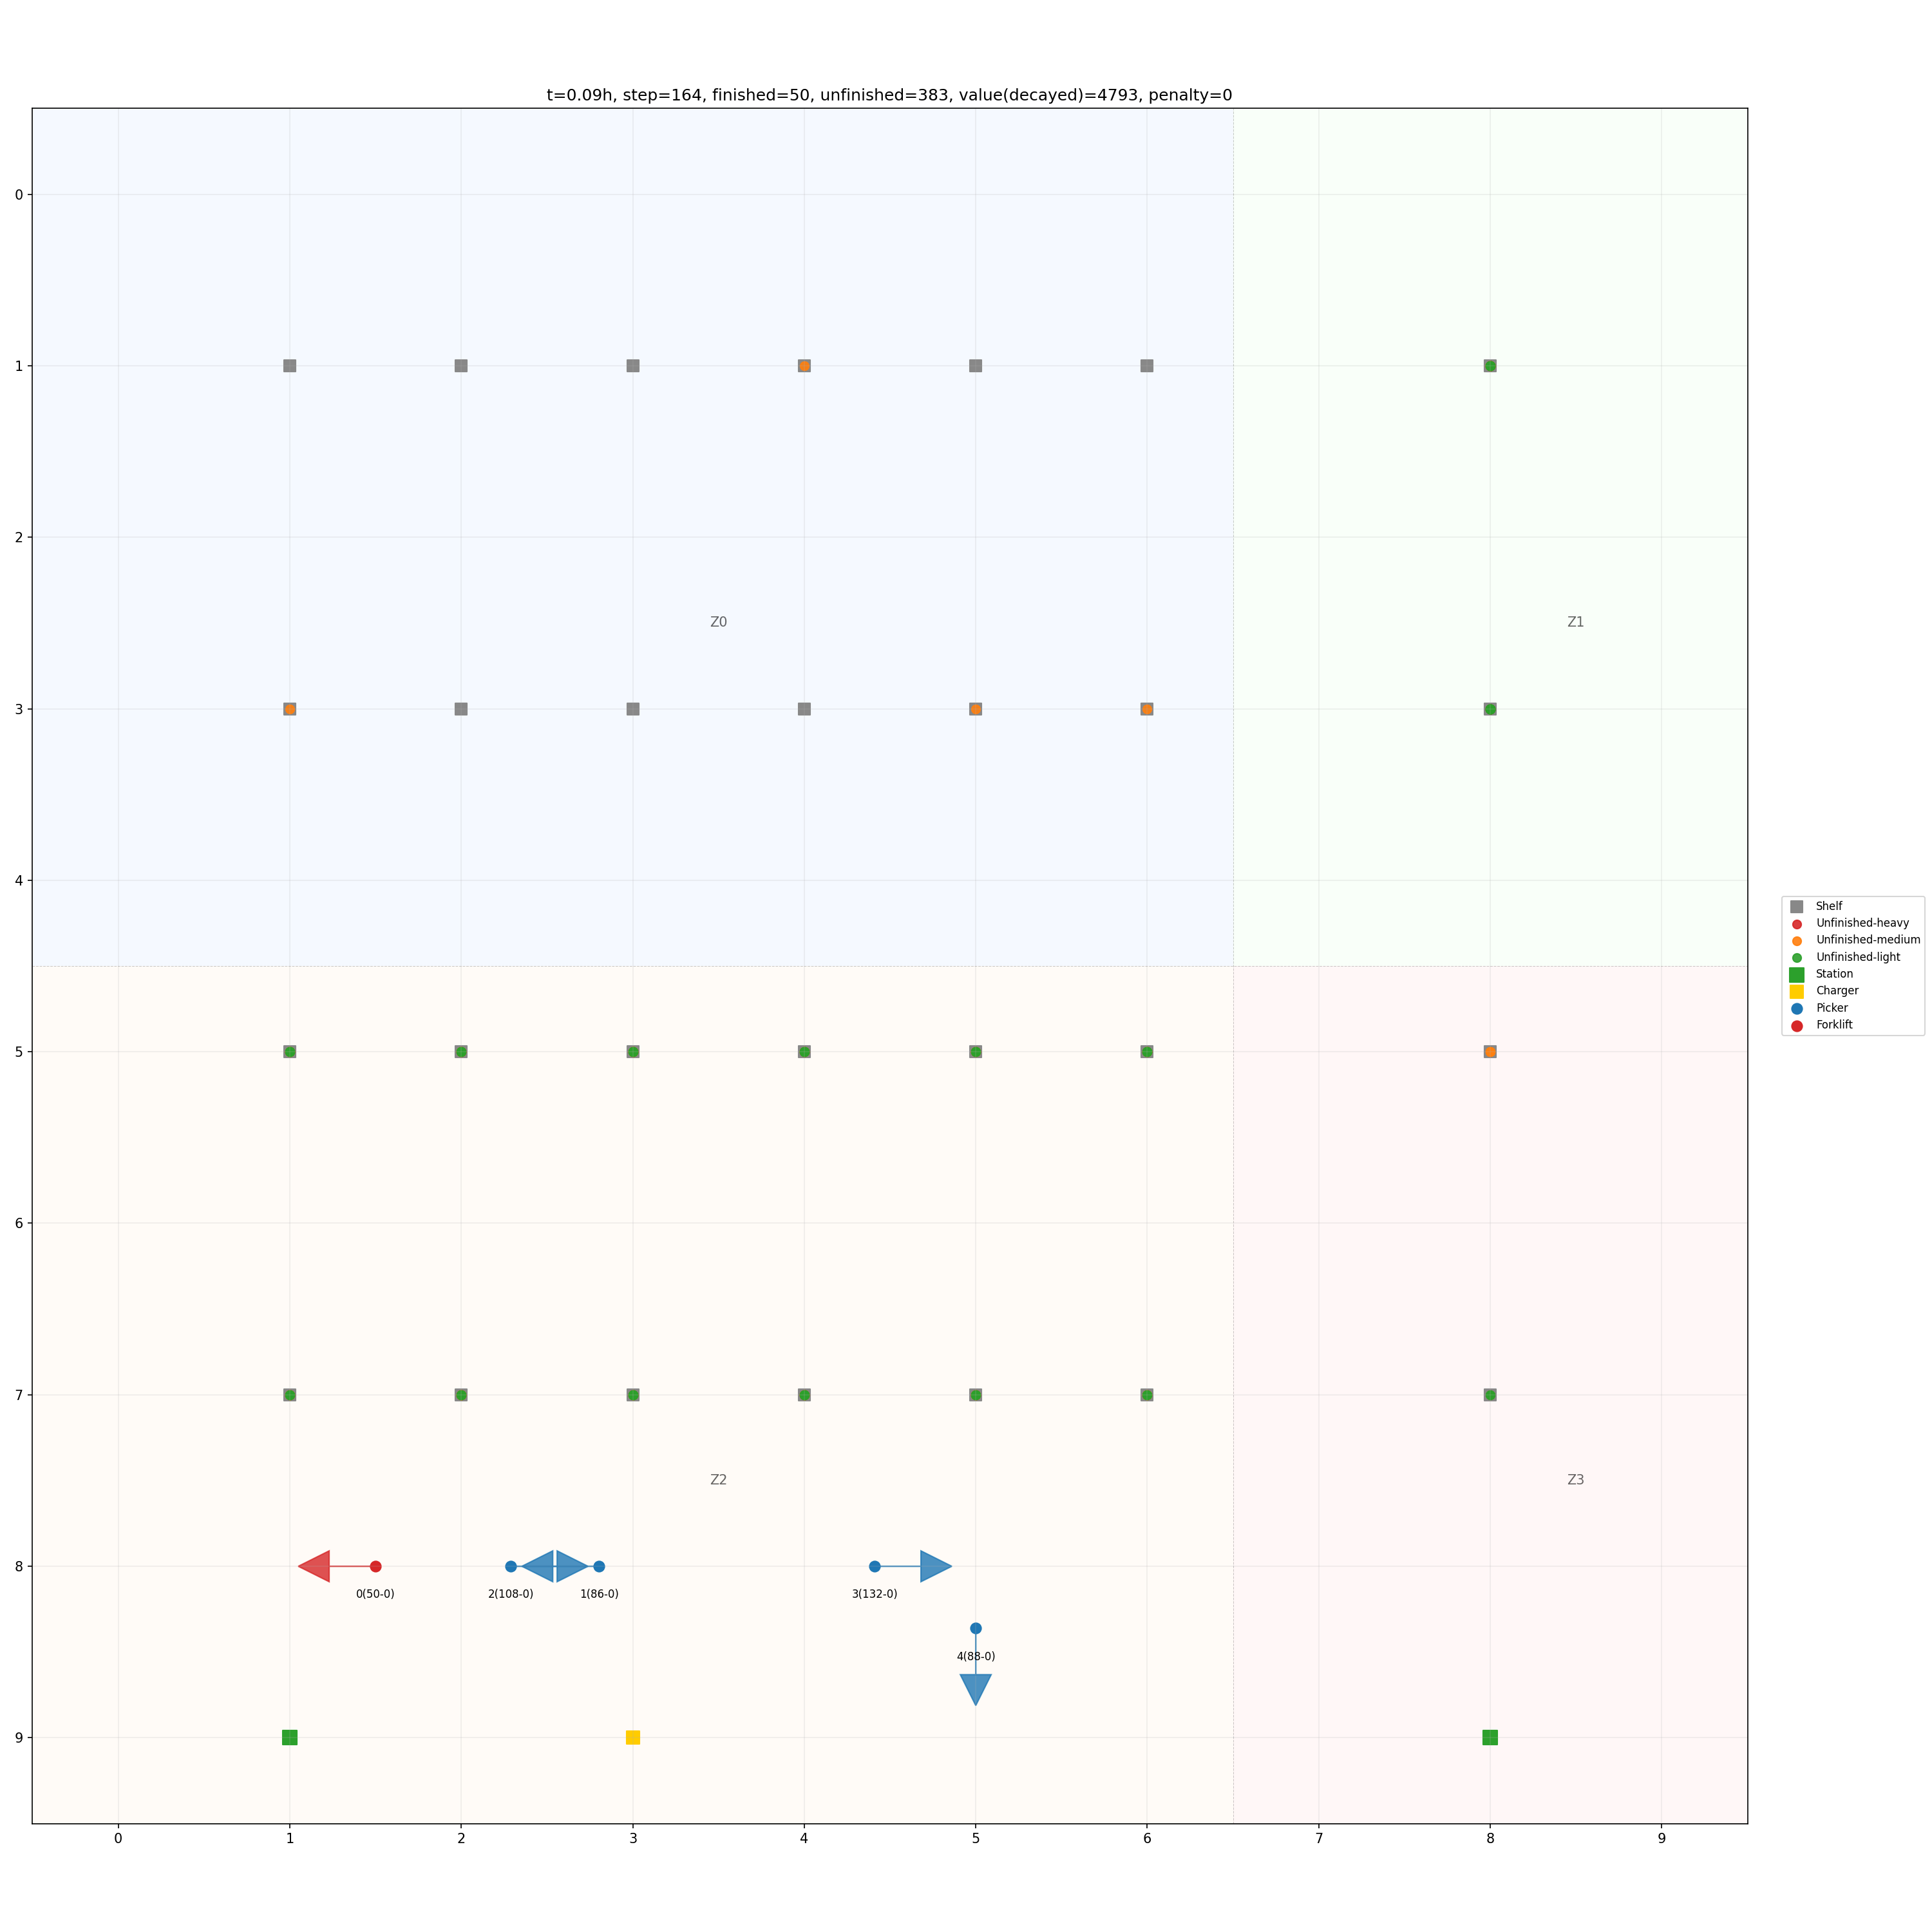 t=0.09h, step=164, finished=50, unfinished=383, value(decayed)=4793, penalty=0
0
1
2
Z0
Z1
3
4
Shelf
Unfinished-heavy
Unfinished-medium
Unfinished-light
Station
Charger
Picker
Forklift
5
6
7
Z2
Z3
8
0(50-0)
2(108-0)
1(86-0)
3(132-0)
4(88-0)
9
0 1 2 3 4 5 6 7 8 9